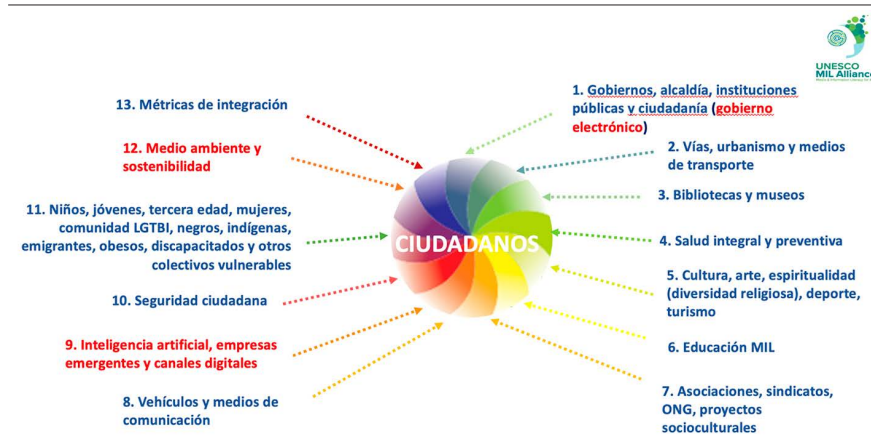 UNESCO
MIL Alliance
1. Gobiernos, alcaldía, instituciones
públicas y ciudadanía (gobierno
electrónico)
2. Vías, urbanismo y medios
de transporte
3. Bibliotecas y museos
4. Salud integral y preventiva
5. Cultura, arte, espiritualidad
(diversidad religiosa), deporte,
turismo
6. Educación MIL
7. Asociaciones, sindicatos,
ONG, proyectos
socioculturales
8. Vehículos y medios de
comunicación
9. Inteligencia artificial, empresas
emergentes y canales digitales
10. Seguridad ciudadana
11. Niños, jóvenes, tercera edad, mujeres,
comunidad LGTBI, negros, indígenas,
emigrantes, obesos, discapacitados y otros
colectivos vulnerables
12. Medio ambiente y
sostenibilidad
13. Métricas de integración
CIUDADANOS